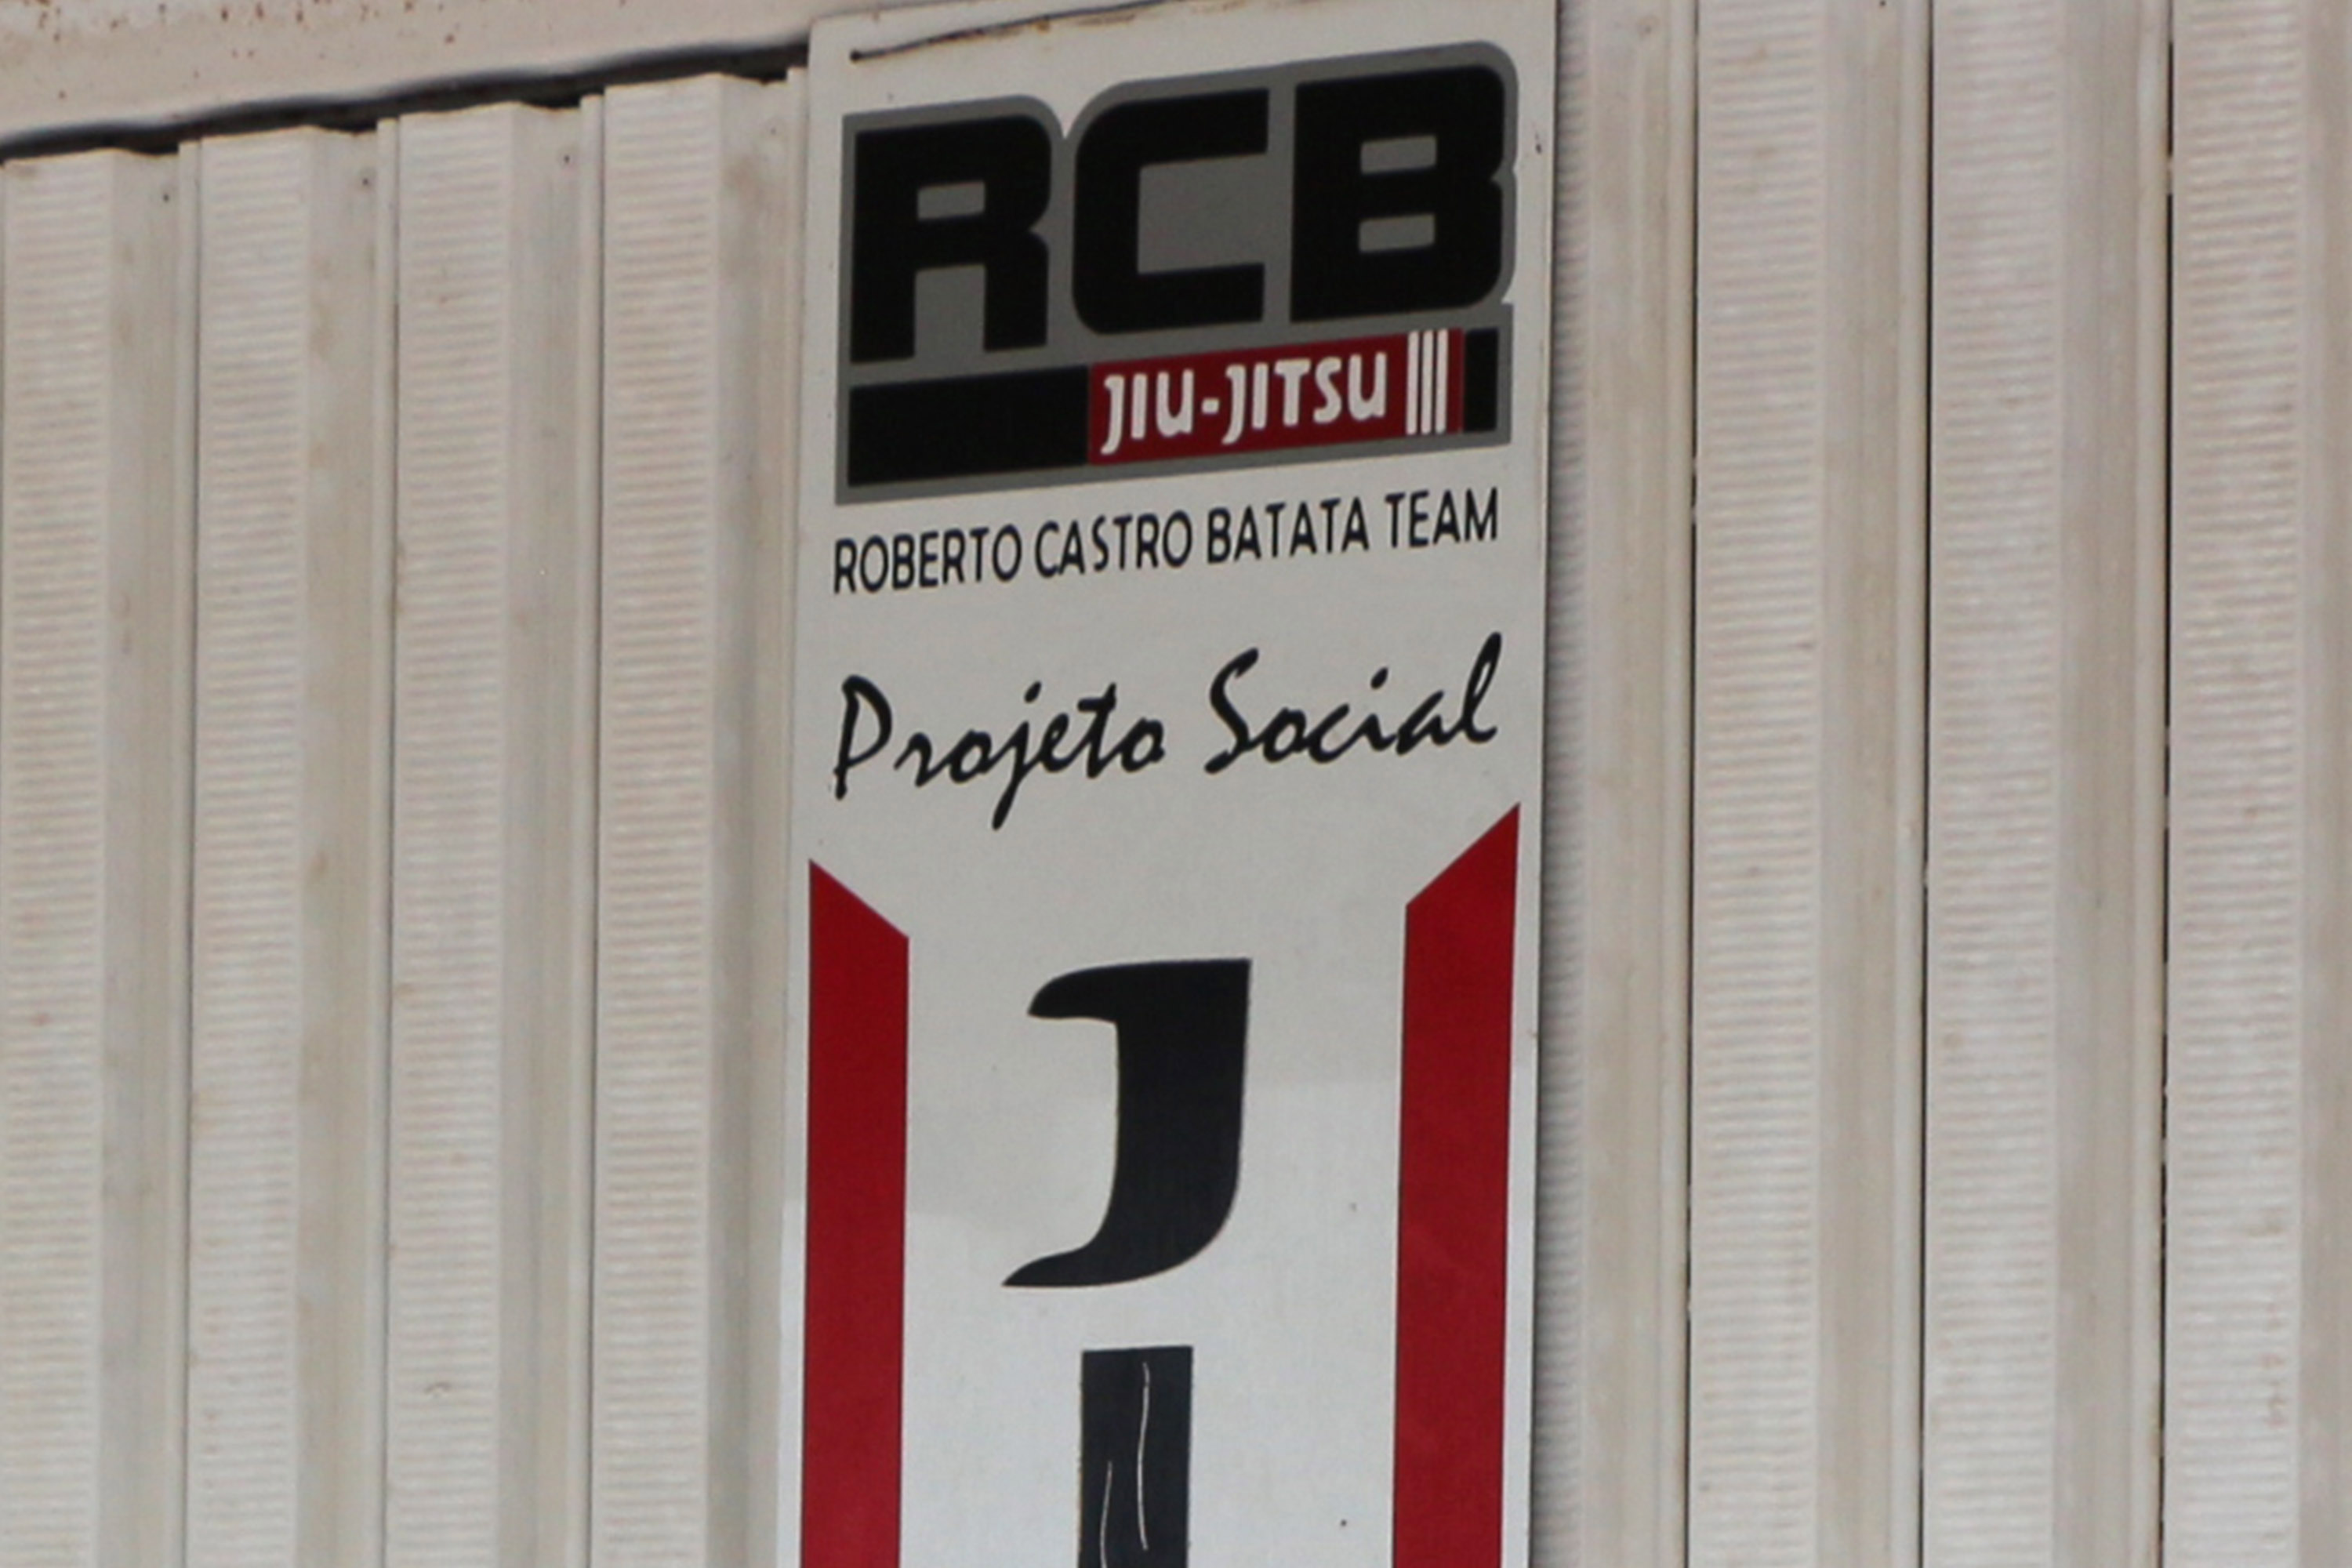 RCB
JIU-JITSU
ROBERTO CASTRO BATATA TEAM
Projeto Social
J
I